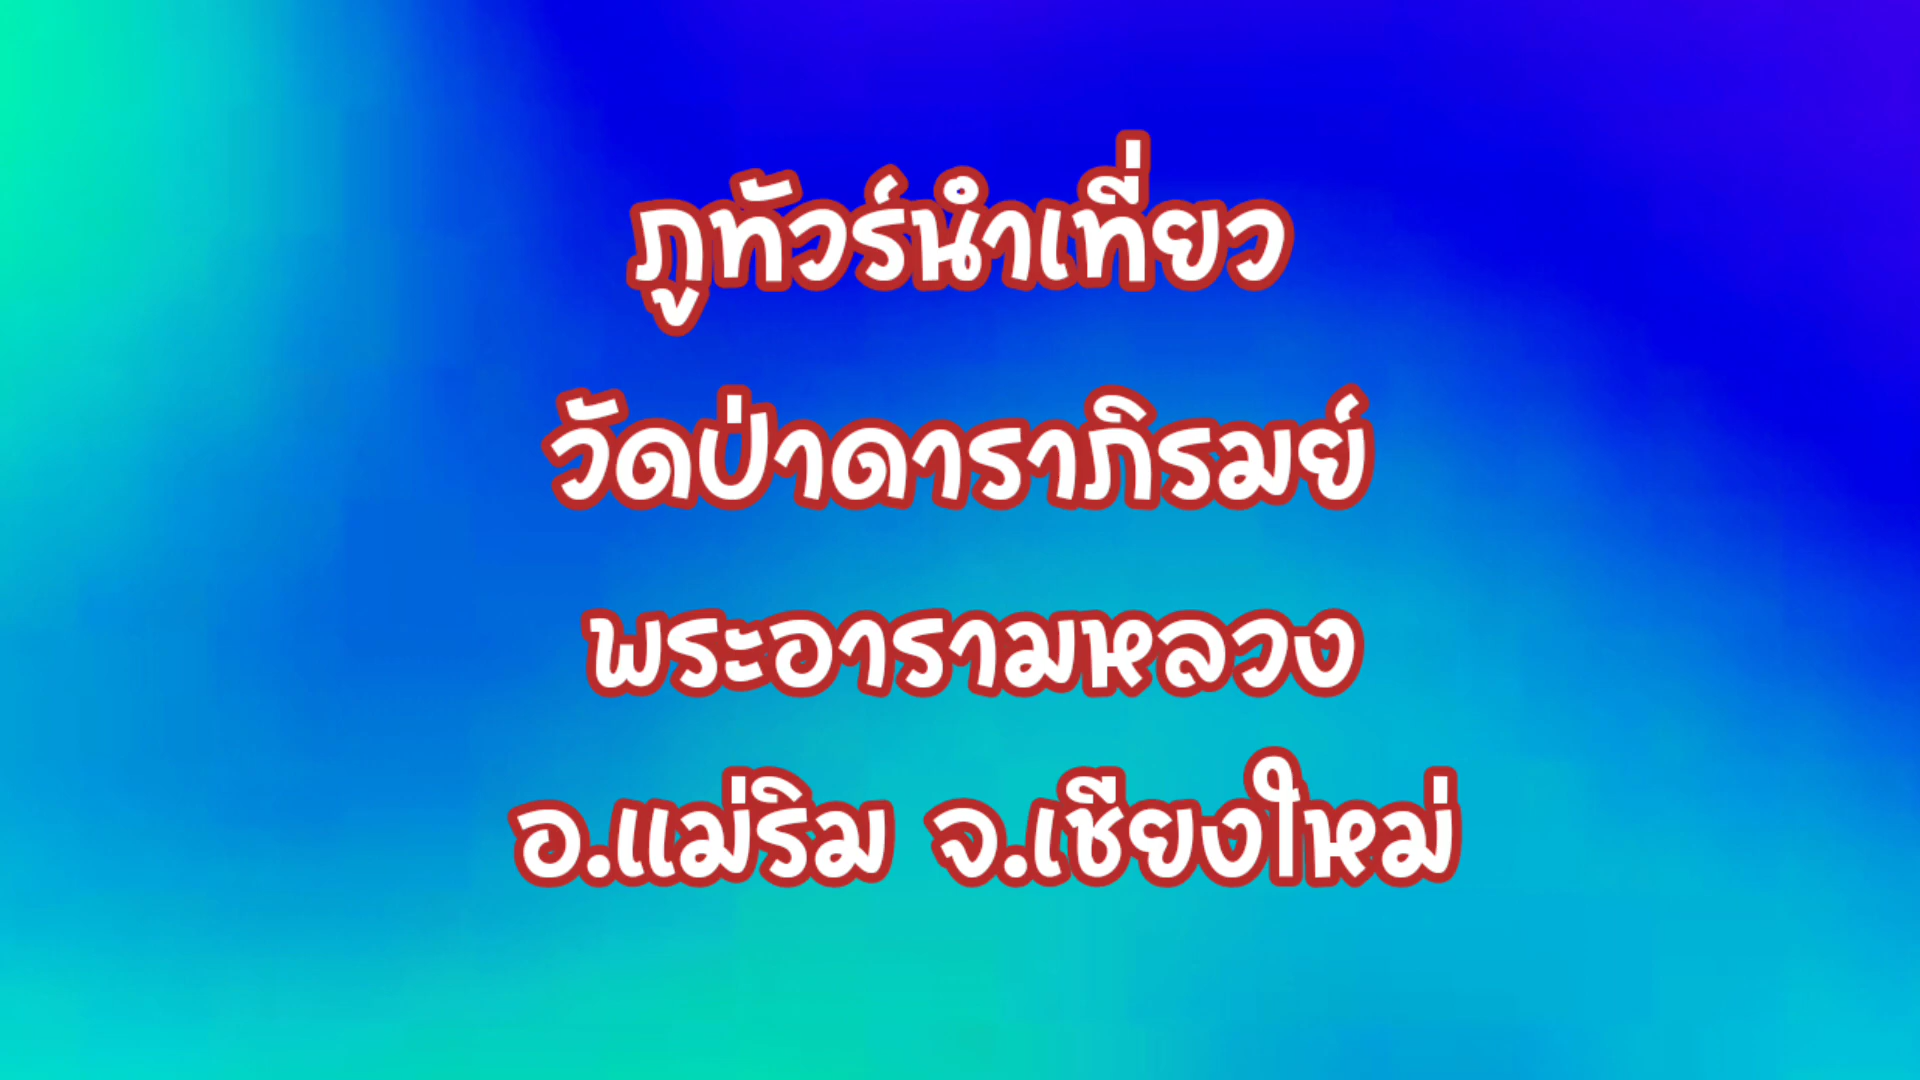 ภูทัวร์นำเที่ยว
วัดป่าดาราภิรมย์
พระอารามหลวง
อ.แม่ริม จ.เชียงใหม่